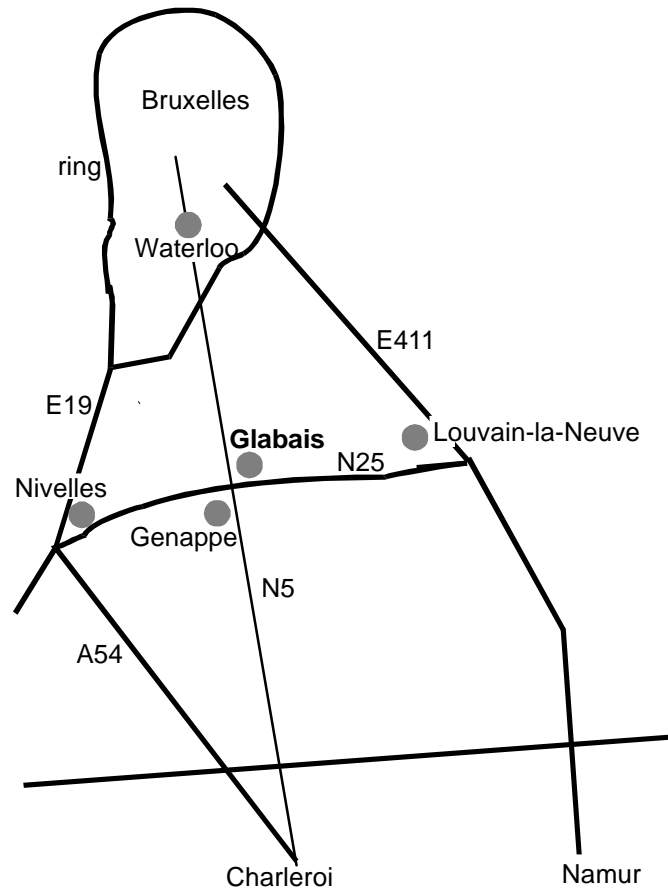 Bruxelles
ring
Waterloo
E411
E19
Glabais
Louvain-la-Neuve
N25
Nivelles
Genappe
N5
A54
Charleroi
Namur